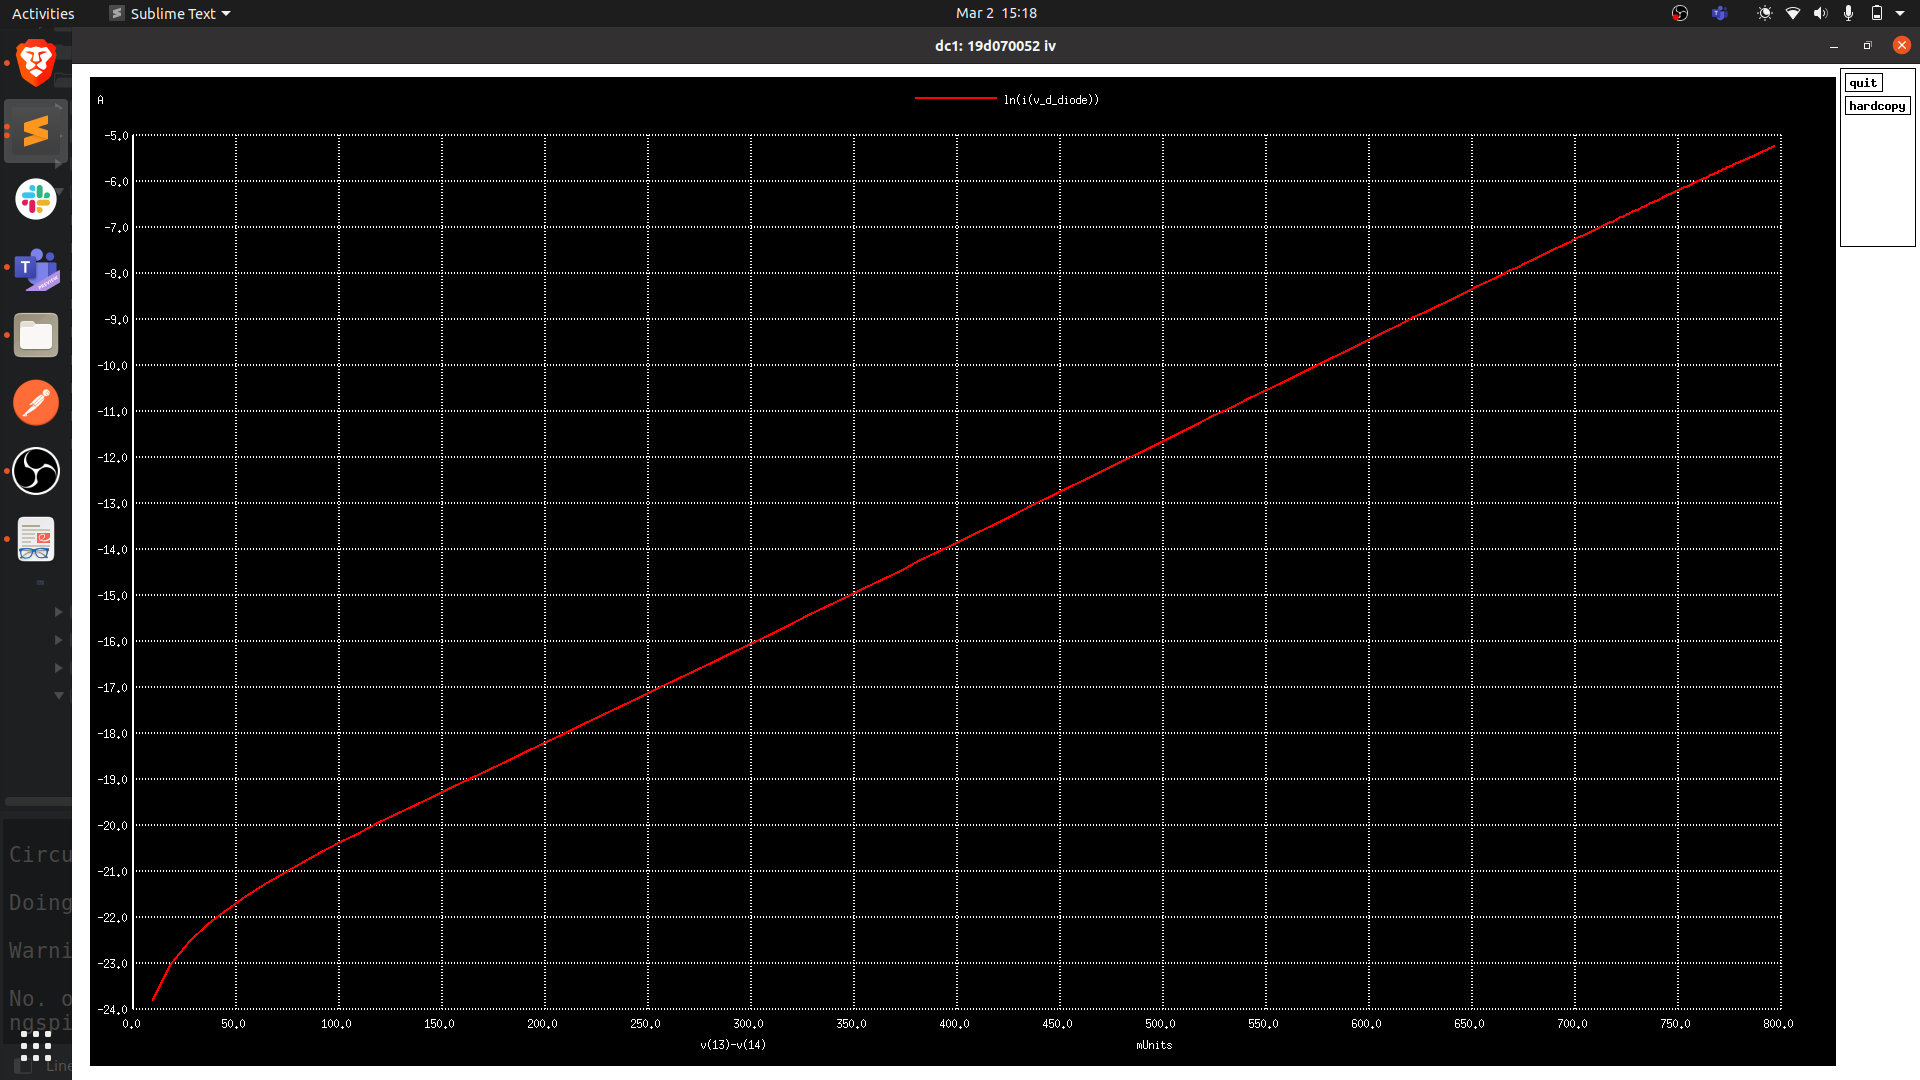 Activities
Sublime Text
Mar 2 15:18
dc1: 19d070052 iv
quit
hardcopy
A
ln(i(v_d_diode))
-5.0
-6.0
-7.0
-8.0
-9.0
-10.0
-11.0
-12.0
-13.0
-14.0
-15.0
-16.0
-17.0
-18.0
-19.0
-20.0
-21.0
-22.0
-23.0
-24.0
0.0 50.0 100.0 150.0 200.0 250.0 300.0 350.0 400.0 450.0 500.0 550.0 600.0 650.0 700.0 750.0 800.0
v(13)-v(14)
mUnits
T
PREVIEW
Circu
Doing
Warni
No. o
ngspi
Line